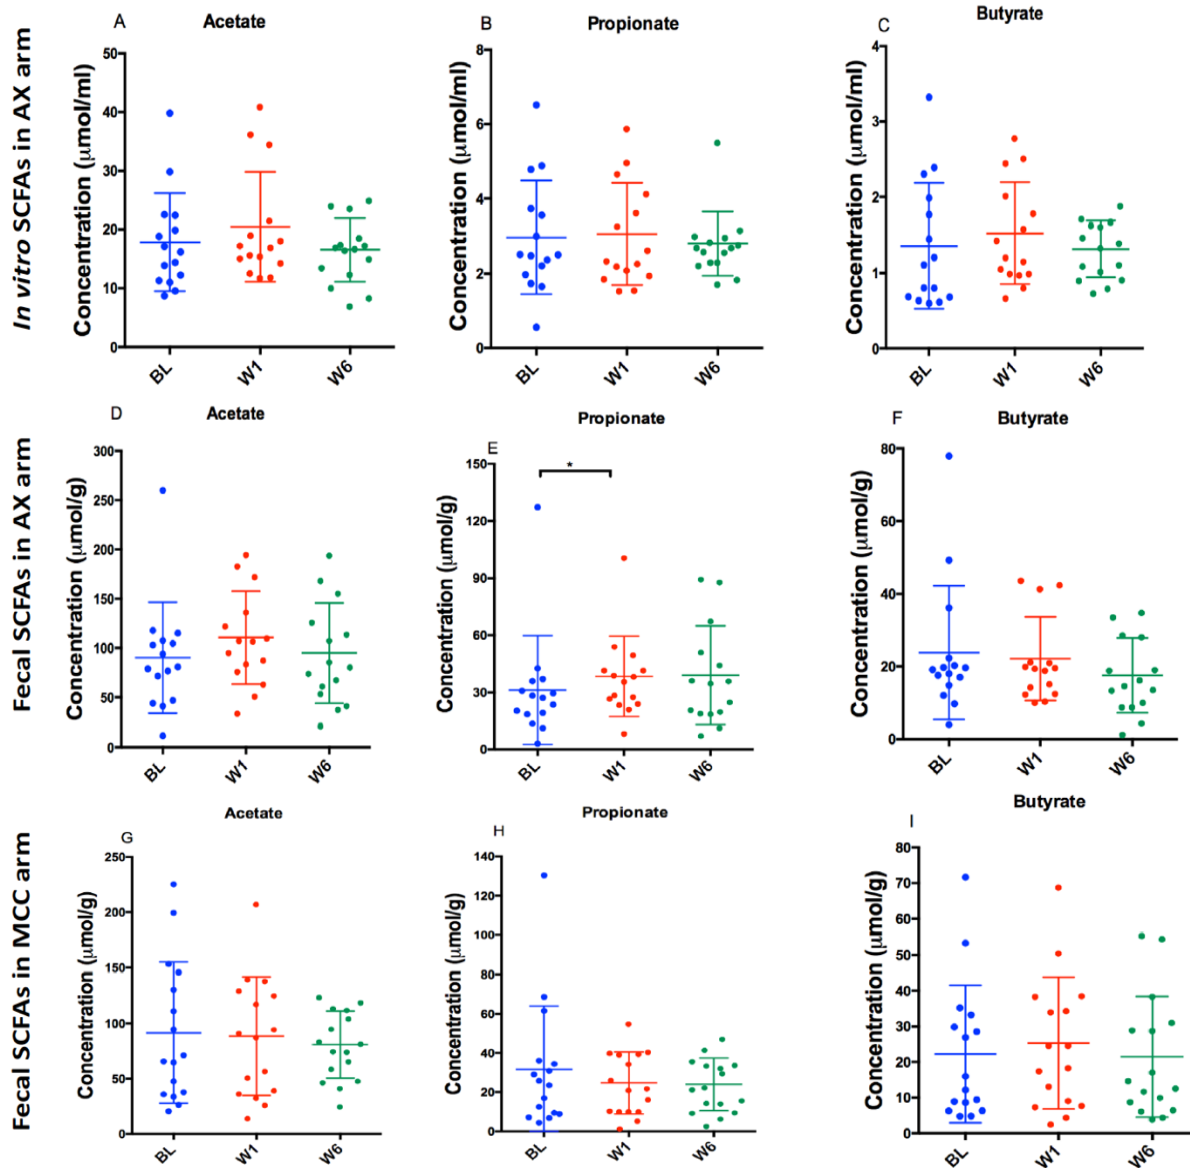 In vitro SCFAs in AX arm
A
Acetate
Concentration (μmol/ml)
50
40
30
20
10
0
BL
W1
W6
B
Propionate
Concentration (μmol/ml)
8
6
4
2
0
BL
W1
W6
C
Butyrate
Concentration (μmol/ml)
4
3
2
1
0
BL
W1
W6
Fecal SCFAs in AX arm
D
Acetate
Concentration (μmol/g)
300
250
200
150
100
50
0
BL
W1
W6
E
Propionate
Concentration (μmol/g)
150
120
90
60
30
0
*
BL
W1
W6
F
Butyrate
Concentration (μmol/g)
80
60
40
20
0
BL
W1
W6
Fecal SCFAs in MCC arm
G
Acetate
Concentration (μmol/g)
250
200
150
100
50
0
BL
W1
W6
H
Propionate
Concentration (μmol/g)
140
120
100
80
60
40
20
0
BL
W1
W6
I
Butyrate
Concentration (μmol/g)
80
70
60
50
40
30
20
10
0
BL
W1
W6